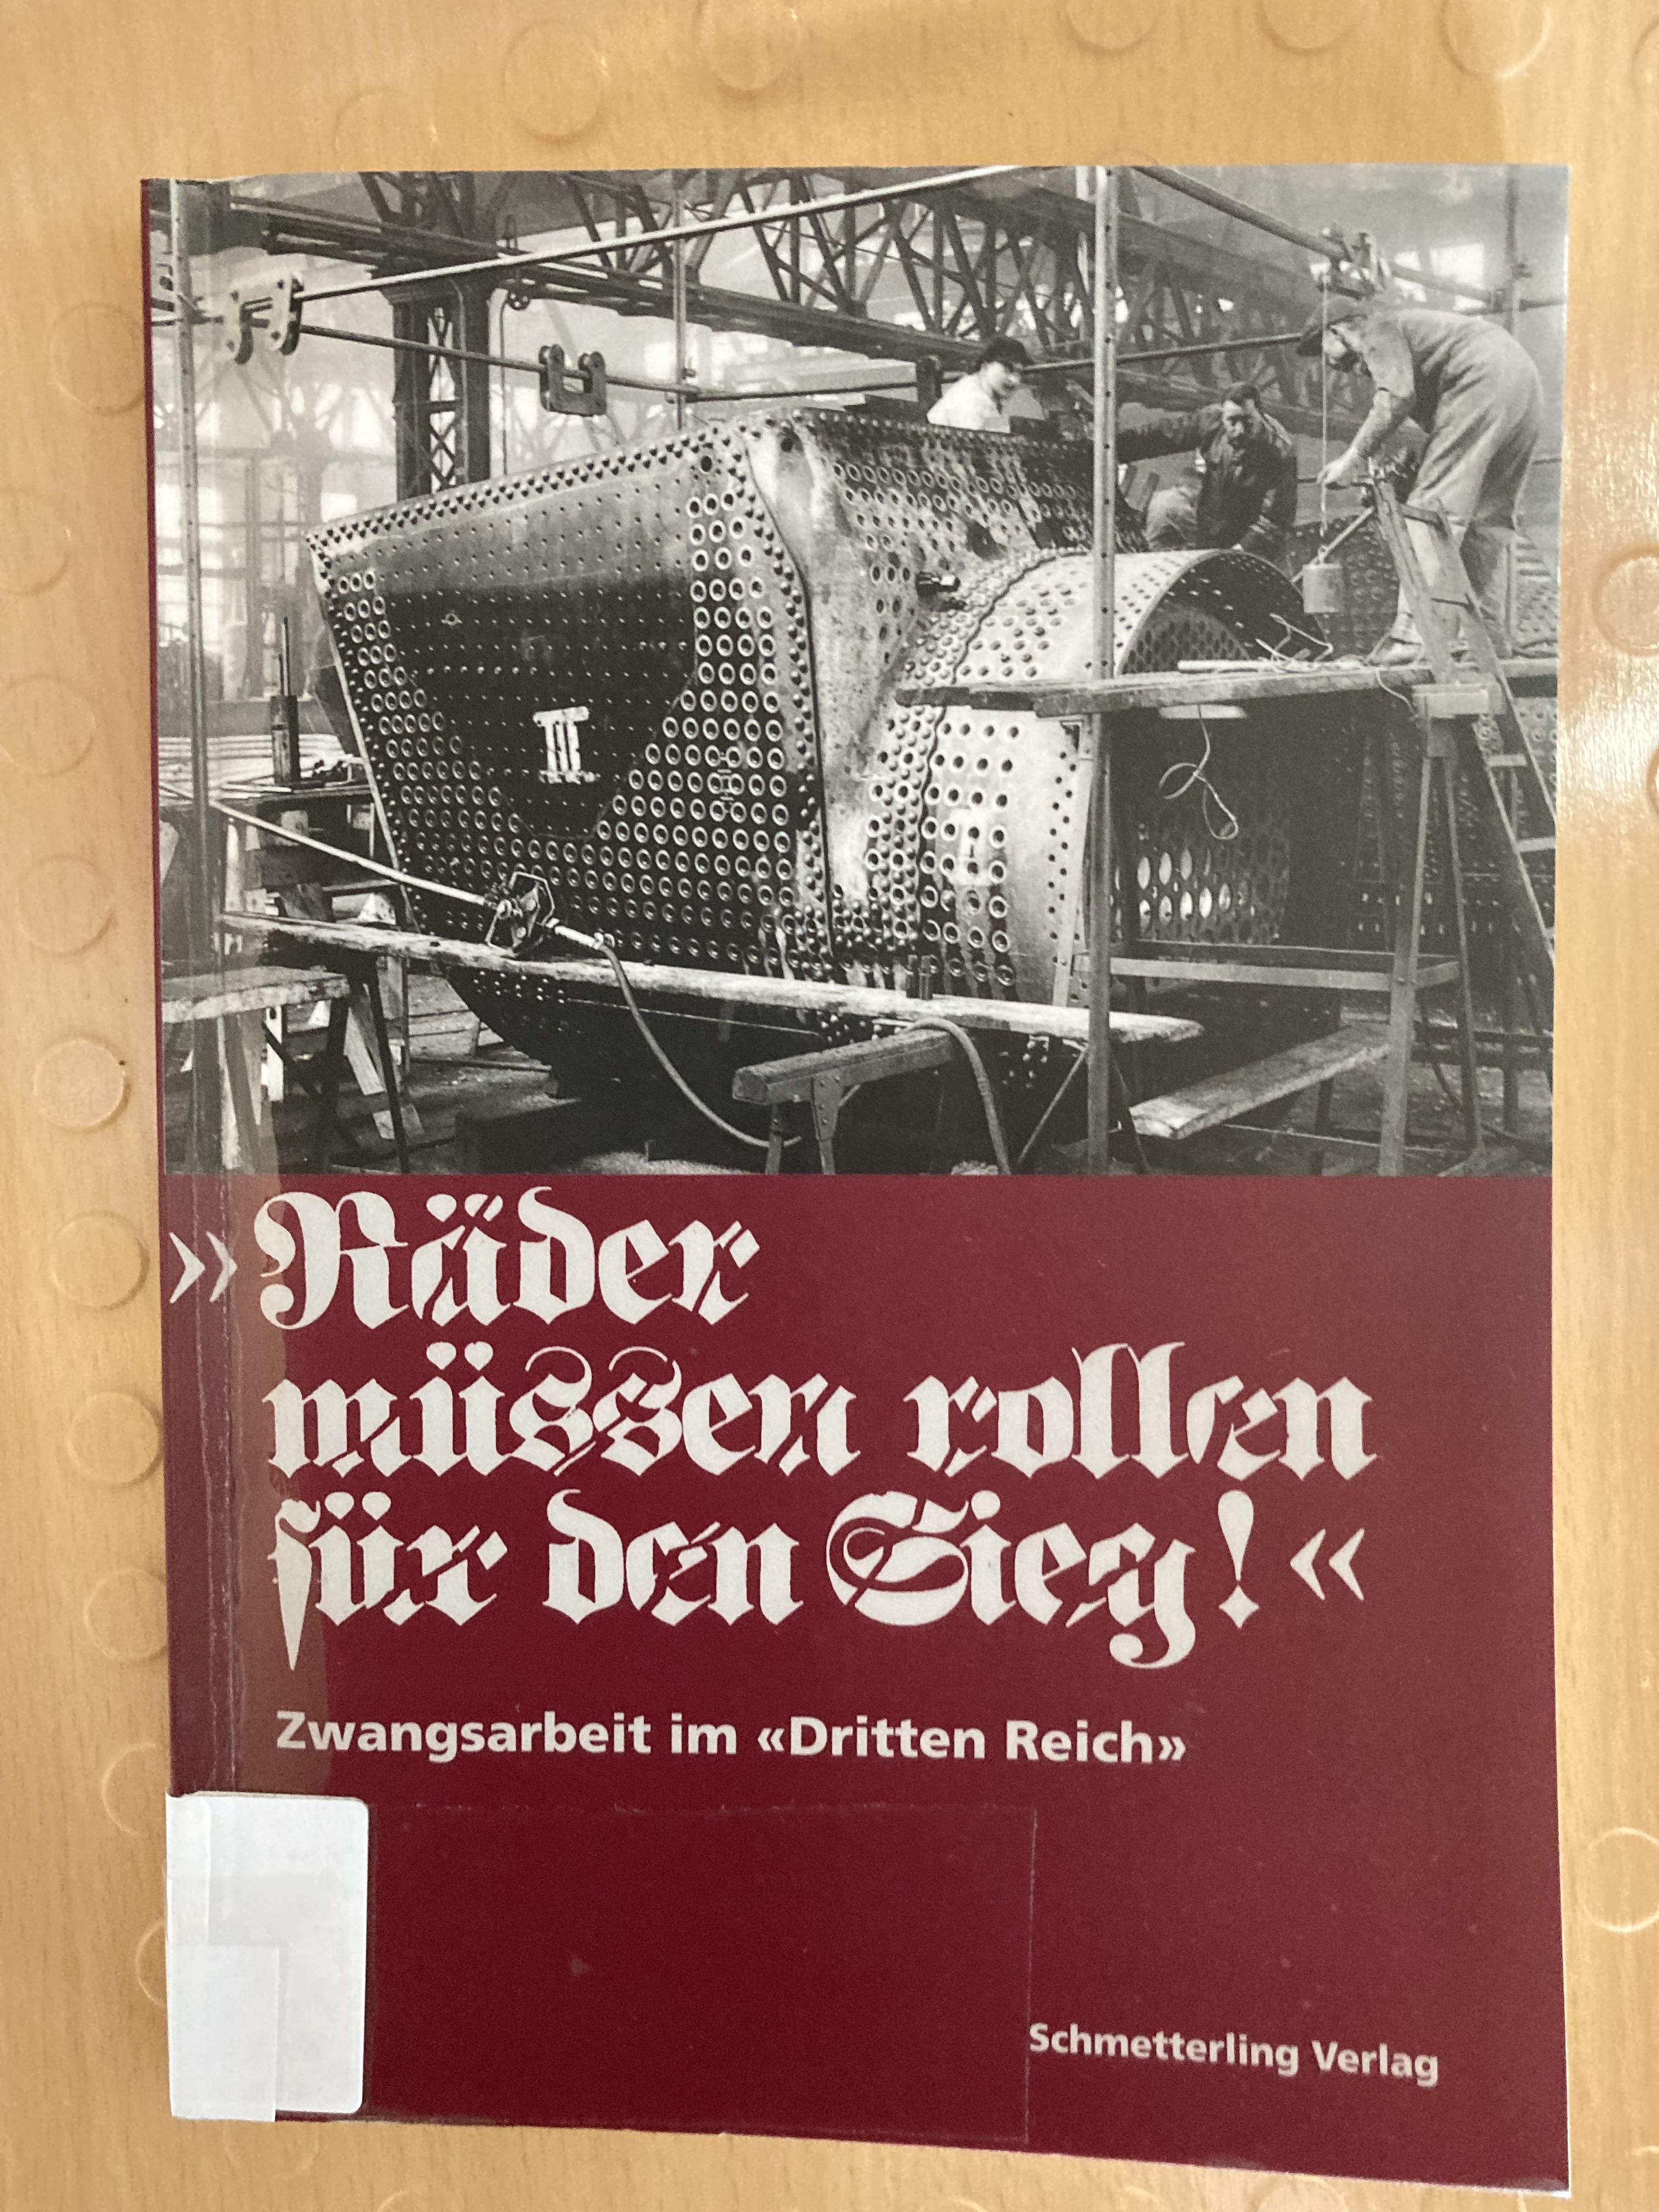 »Räder
müssen rollen
für den Sieg!«
Zwangsarbeit im «Dritten Reich»
Schmetterling Verlag